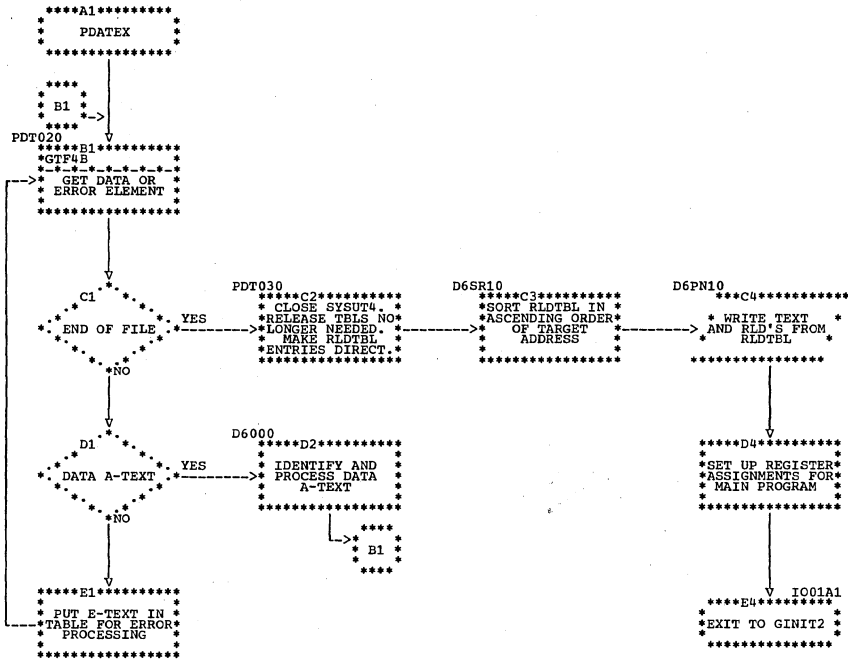 A1
PDATEX
B1
PDT020
B1
GTF4B
GET DATA OR
ERROR ELEMENT
C1
END OF FILE
YES
NO
PDT030
C2
CLOSE SYSUT4.
RELEASE TBLS NO
LONGER NEEDED.
MAKE RLDTBL
ENTRIES DIRECT.
D6SR10
C3
SORT RLDTBL IN
ASCENDING ORDER
OF TARGET
ADDRESS
D6PN10
C4
WRITE TEXT
AND RLD'S FROM
RLDTBL
D1
DATA A-TEXT
YES
NO
D6000
D2
IDENTIFY AND
PROCESS DATA
A-TEXT
B1
D4
SET UP REGISTER
ASSIGNMENTS FOR
MAIN PROGRAM
E1
PUT E-TEXT IN
TABLE FOR ERROR
PROCESSING
IO01A1
E4
EXIT TO GINIT2